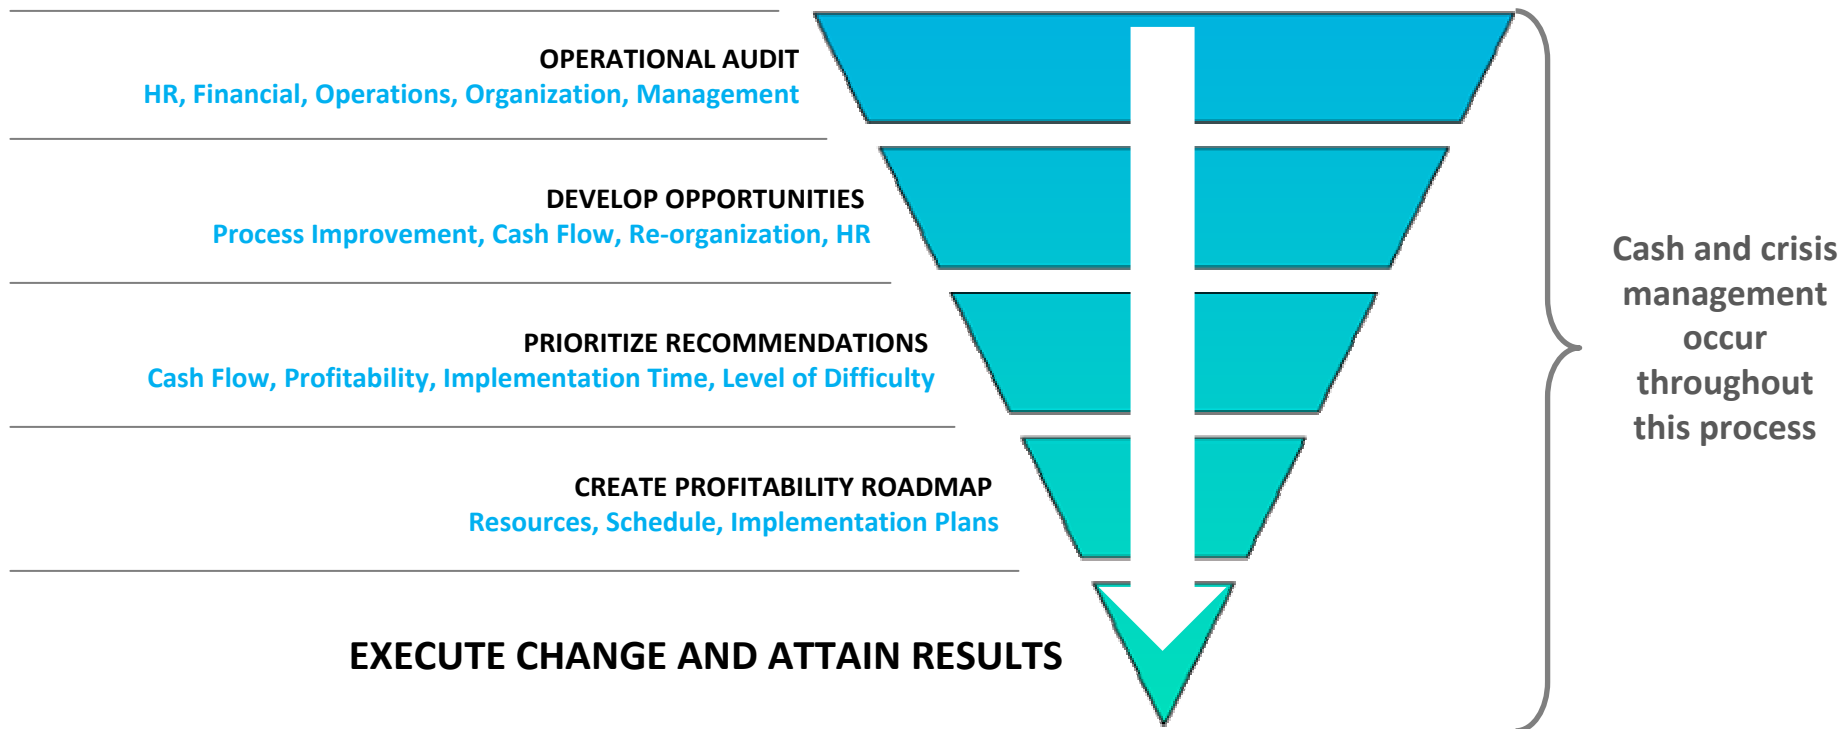 OPERATIONAL AUDIT
HR, Financial, Operations, Organization, Management
DEVELOP OPPORTUNITIES
Process Improvement, Cash Flow, Re-organization, HR
PRIORITIZE RECOMMENDATIONS
Cash Flow, Profitability, Implementation Time, Level of Difficulty
CREATE PROFITABILITY ROADMAP
Resources, Schedule, Implementation Plans
EXECUTE CHANGE AND ATTAIN RESULTS
Cash and crisis
management
occur
throughout
this process